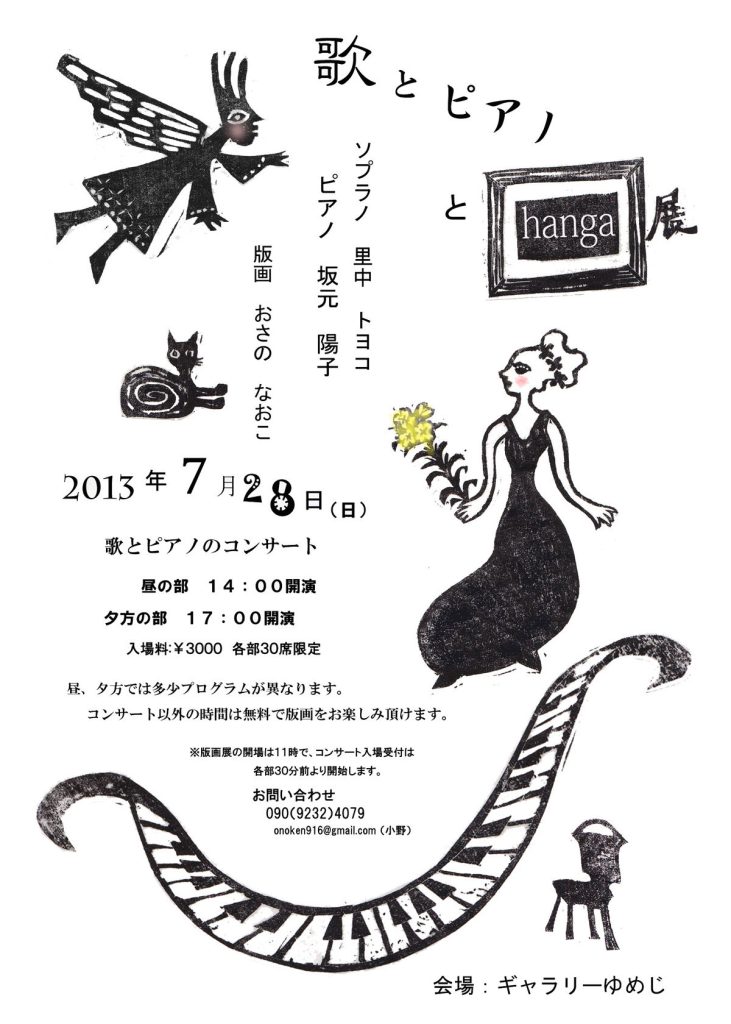 歌とピアノ
と hanga 展
ソプラノ 里中 トヨコ
ピアノ 坂元 陽子
版画 おさの なおこ
2013年7月28日(日)
歌とピアノのコンサート
昼の部 14:00開演
夕方の部 17:00開演
入場料:¥3000 各部30席限定
昼、夕方では多少プログラムが異なります。
コンサート以外の時間は無料で版画をお楽しみ頂けます。
※版画展の開場は11時で、コンサート入場受付は
各部30分前より開始します。
お問い合わせ
090(9232)4079
onoken916@gmail.com (小野)
会場:ギャラリーゆめじ